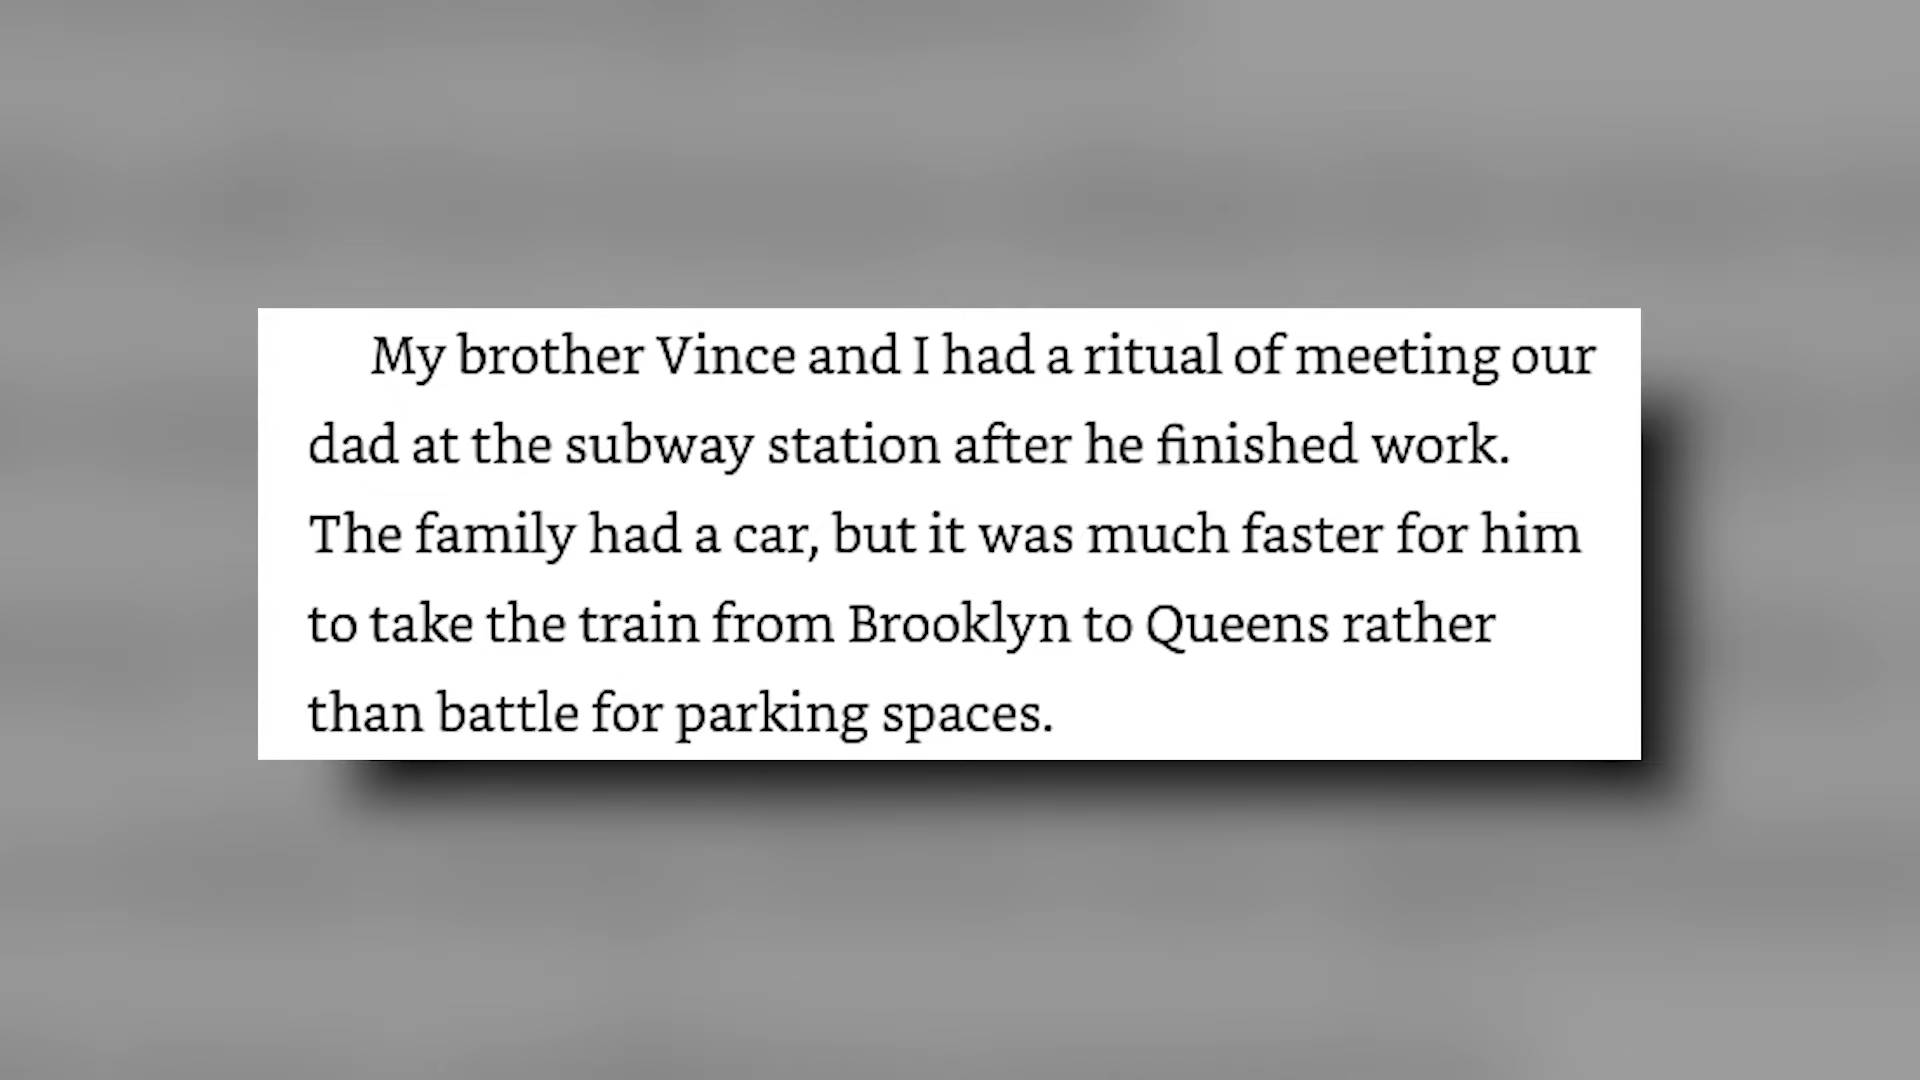 My brother Vince and I had a ritual of meeting our
dad at the subway station after he finished work.
The family had a car, but it was much faster for him
to take the train from Brooklyn to Queens rather
than battle for parking spaces.